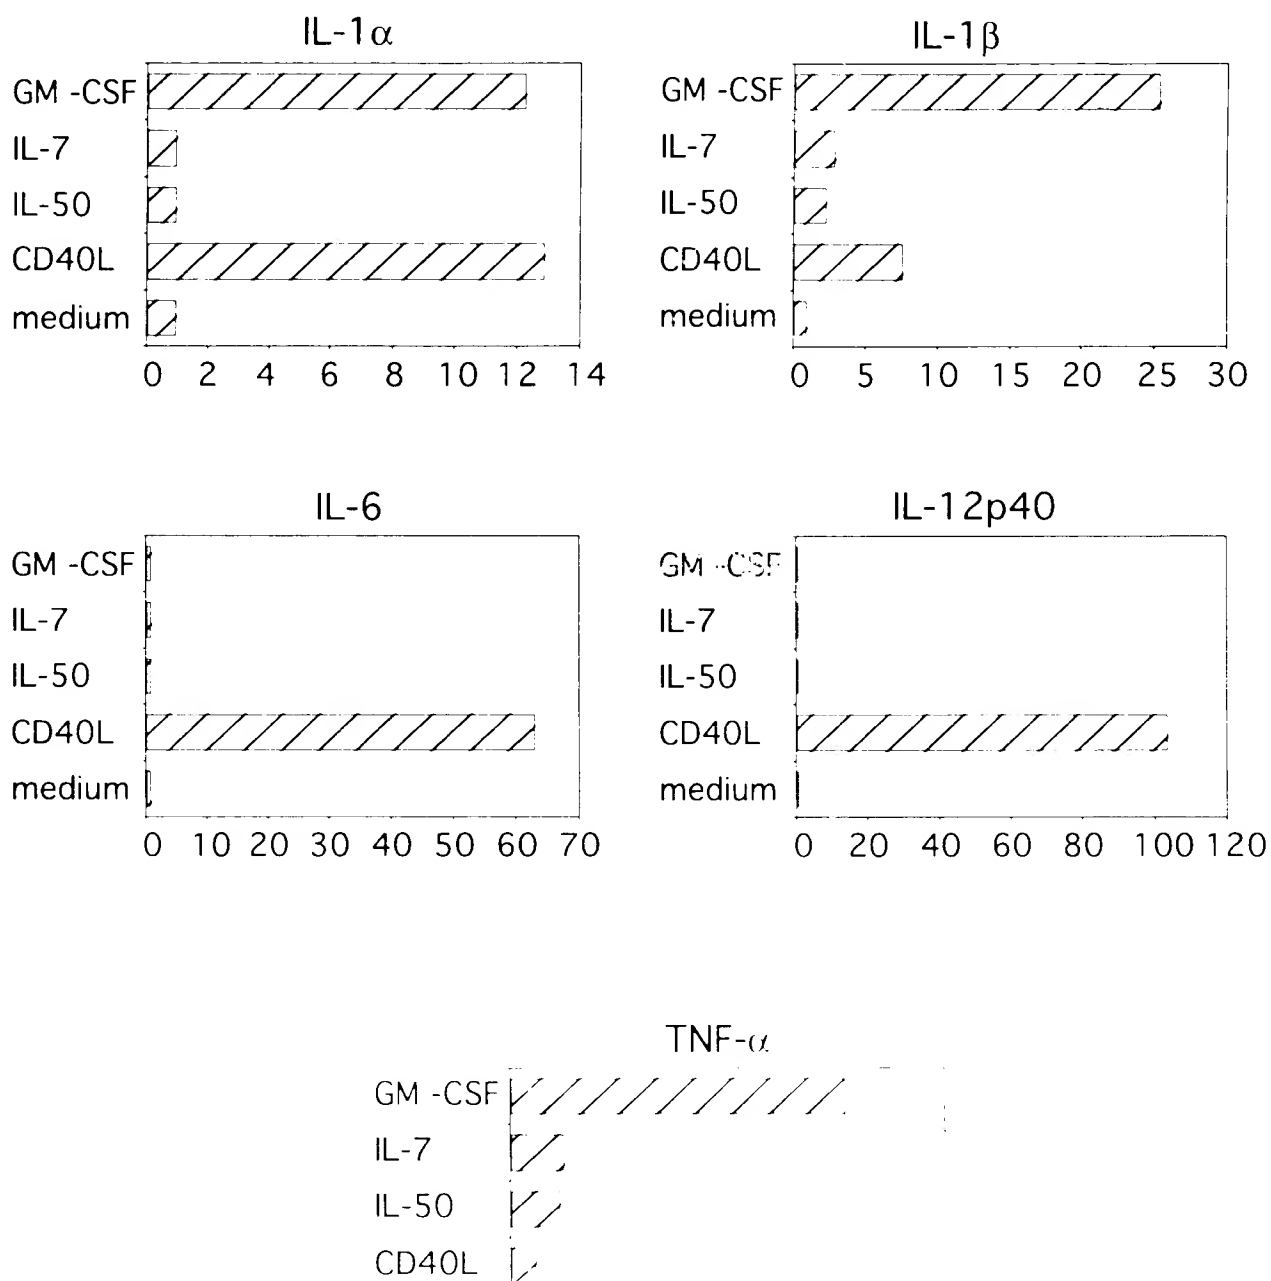 IL-1α
GM -CSF
IL-7
IL-50
CD40L
medium
0 2 4 6 8 10 12 14
IL-1β
GM -CSF
IL-7
IL-50
CD40L
medium
0 5 10 15 20 25 30
IL-6
GM -CSF
IL-7
IL-50
CD40L
medium
0 10 20 30 40 50 60 70
IL-12p40
GM -CSF
IL-7
IL-50
CD40L
medium
0 20 40 60 80 100 120
TNF-α
GM -CSF
IL-7
IL-50
CD40L